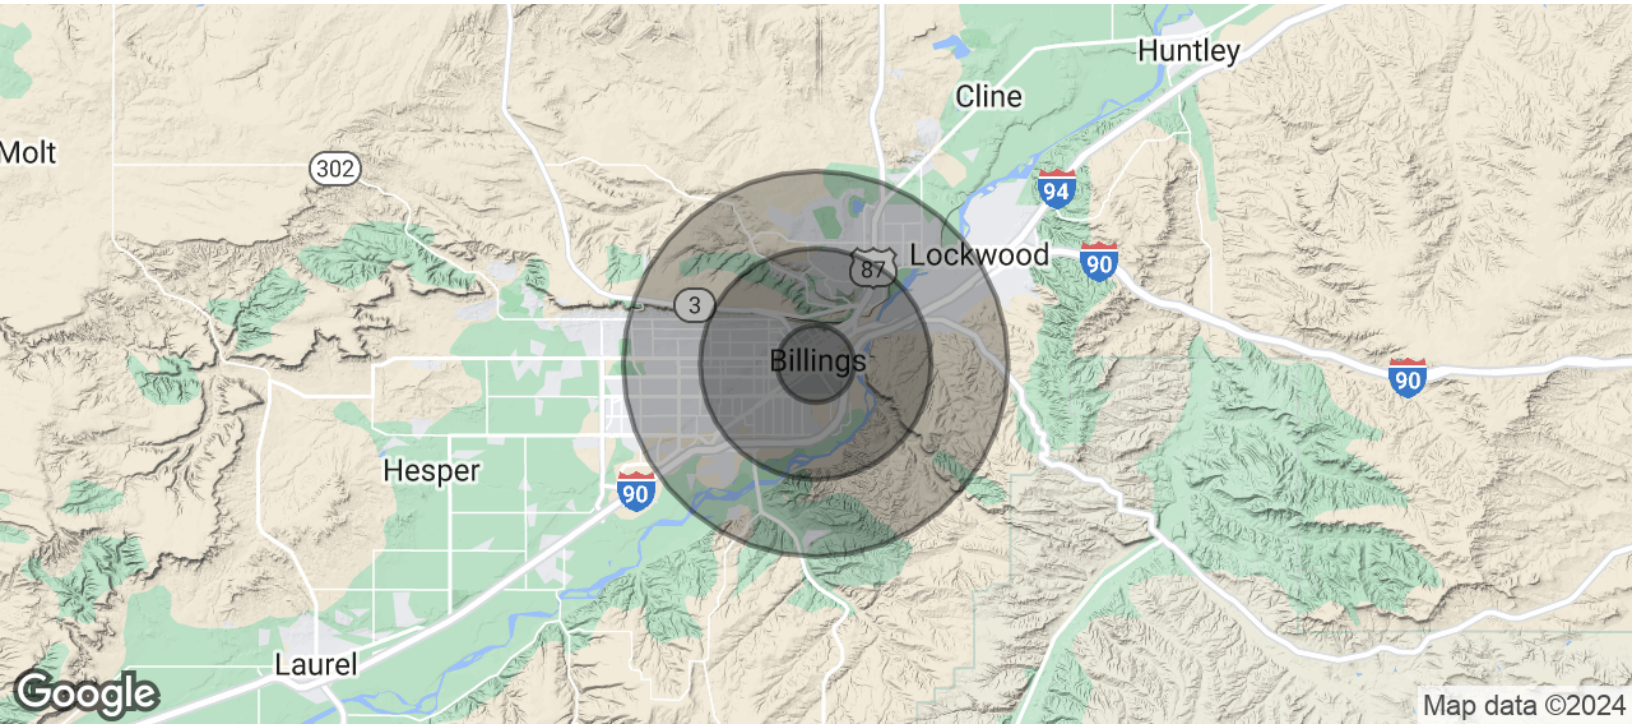 Huntley
Cline
Molt
302
94
Lockwood
90
87
3
Billings
90
Hesper
90
Laurel
Google
Map data ©2024